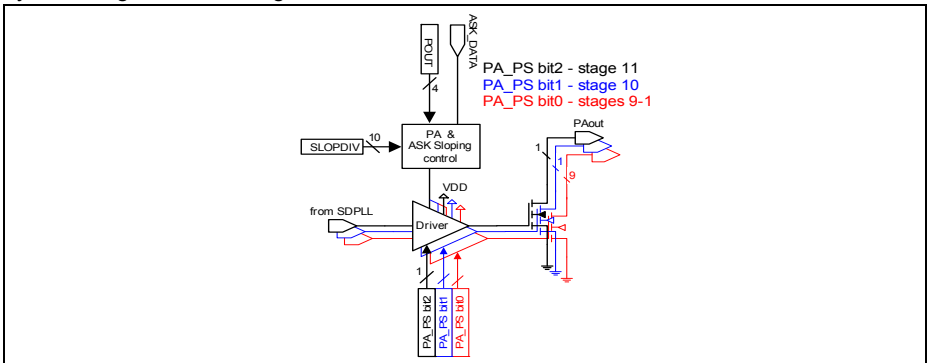 POUT
ASK_DATA
4
PA_PS bit2 - stage 11
PA_PS bit1 - stage 10
PA_PS bit0 - stages 9-1
PAout
SLOPDIV
10
PA &
ASK Sloping
control
1
1
9
VDD
from SDPLL
Driver
1
PA_PS bit2
PA_PS bit1
PA_PS bit0